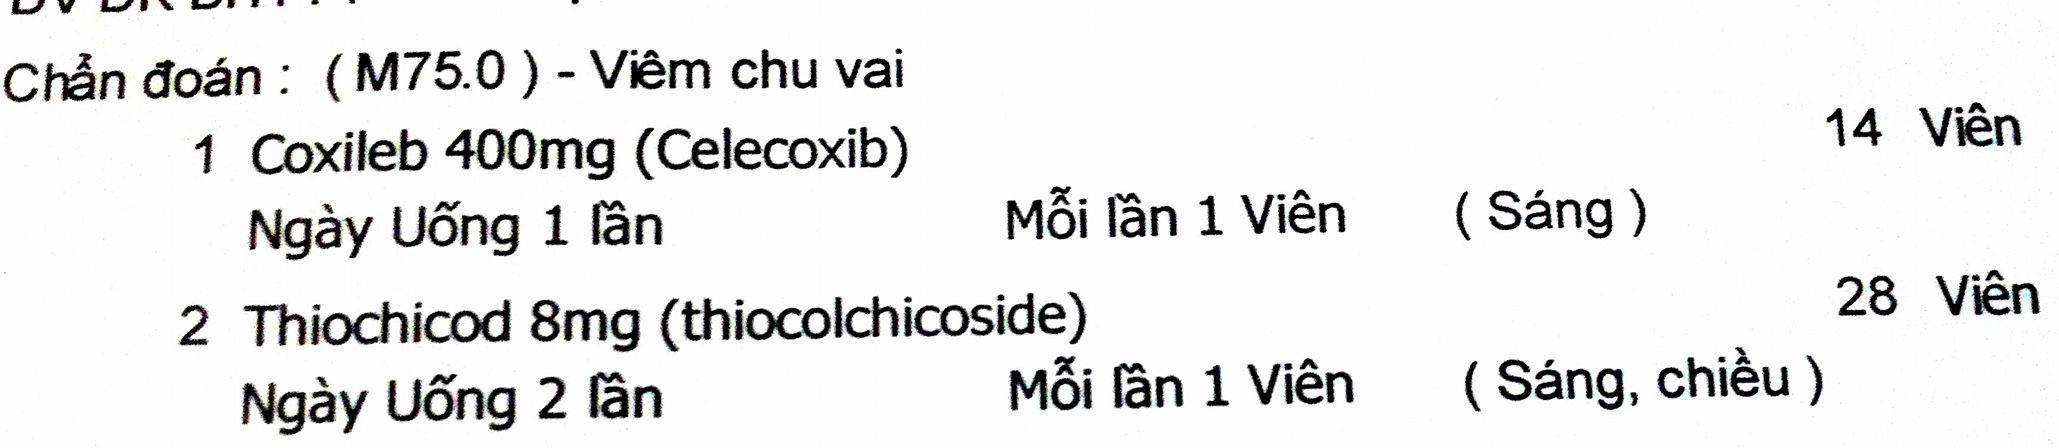 Chẩn đoán : ( M75.0 ) - Viêm chu vai
1 Coxileb 400mg (Celecoxib) 14 Viên
Ngày Uống 1 lần Mỗi lần 1 Viên ( Sáng )
2 Thiochicod 8mg (thiocolchicoside) 28 Viên
Ngày Uống 2 lần Mỗi lần 1 Viên ( Sáng, chiều )